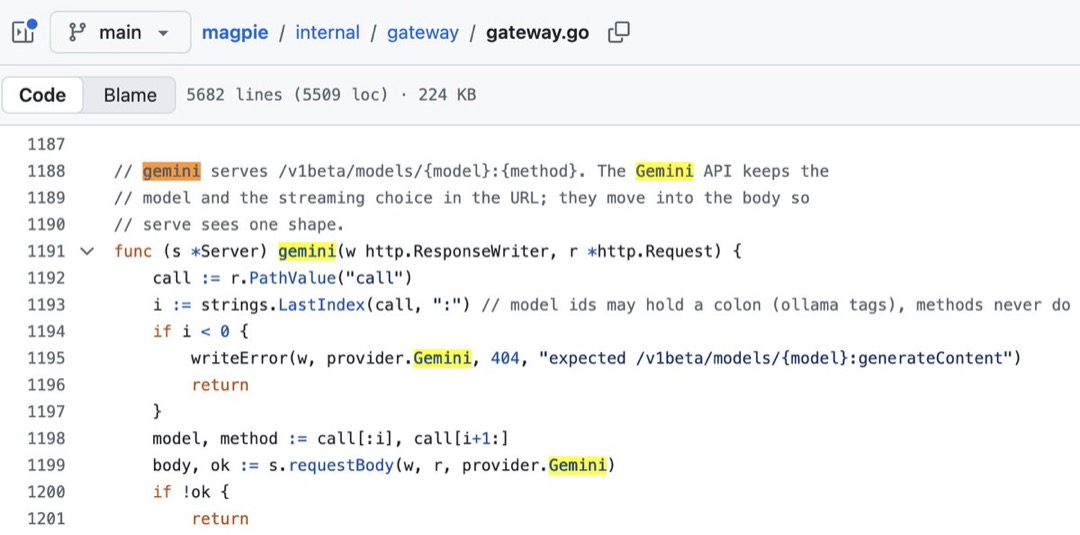 main
magpie / internal / gateway / gateway.go
Code Blame 5682 lines (5509 loc) · 224 KB
1187
1188 // gemini serves /v1beta/models/{model}:{method}. The Gemini API keeps the
1189 // model and the streaming choice in the URL; they move into the body so
1190 // serve sees one shape.
1191 func (s *Server) gemini(w http.ResponseWriter, r *http.Request) {
1192 call := r.PathValue("call")
1193 i := strings.LastIndex(call, ":") // model ids may hold a colon (ollama tags), methods never do
1194 if i < 0 {
1195 writeError(w, provider.Gemini, 404, "expected /v1beta/models/{model}:generateContent")
1196 return
1197 }
1198 model, method := call[:i], call[i+1:]
1199 body, ok := s.requestBody(w, r, provider.Gemini)
1200 if !ok {
1201 return